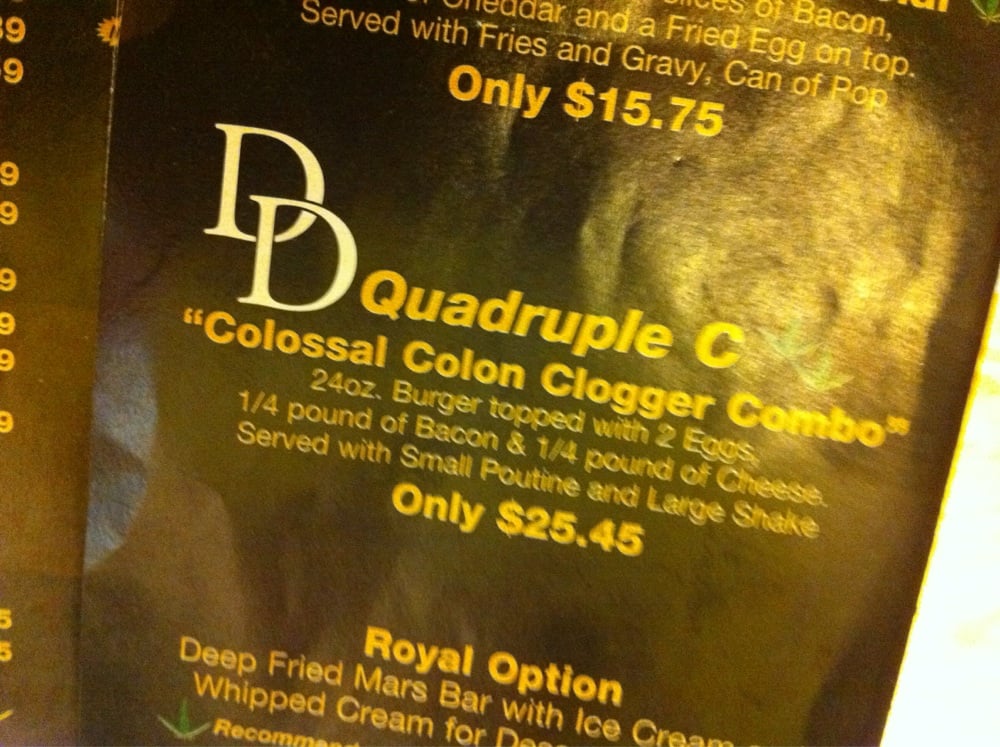 slices of Bacon,
Cheddar and a Fried Egg on top.
Served with Fries and Gravy, Can of Pop
Only $15.75
DD Quadruple C
“Colossal Colon Clogger Combo”
24oz. Burger topped with 2 Eggs,
1/4 pound of Bacon & 1/4 pound of Cheese.
Served with Small Poutine and Large Shake
Only $25.45
Royal Option
Deep Fried Mars Bar with Ice Cream
Whipped Cream for